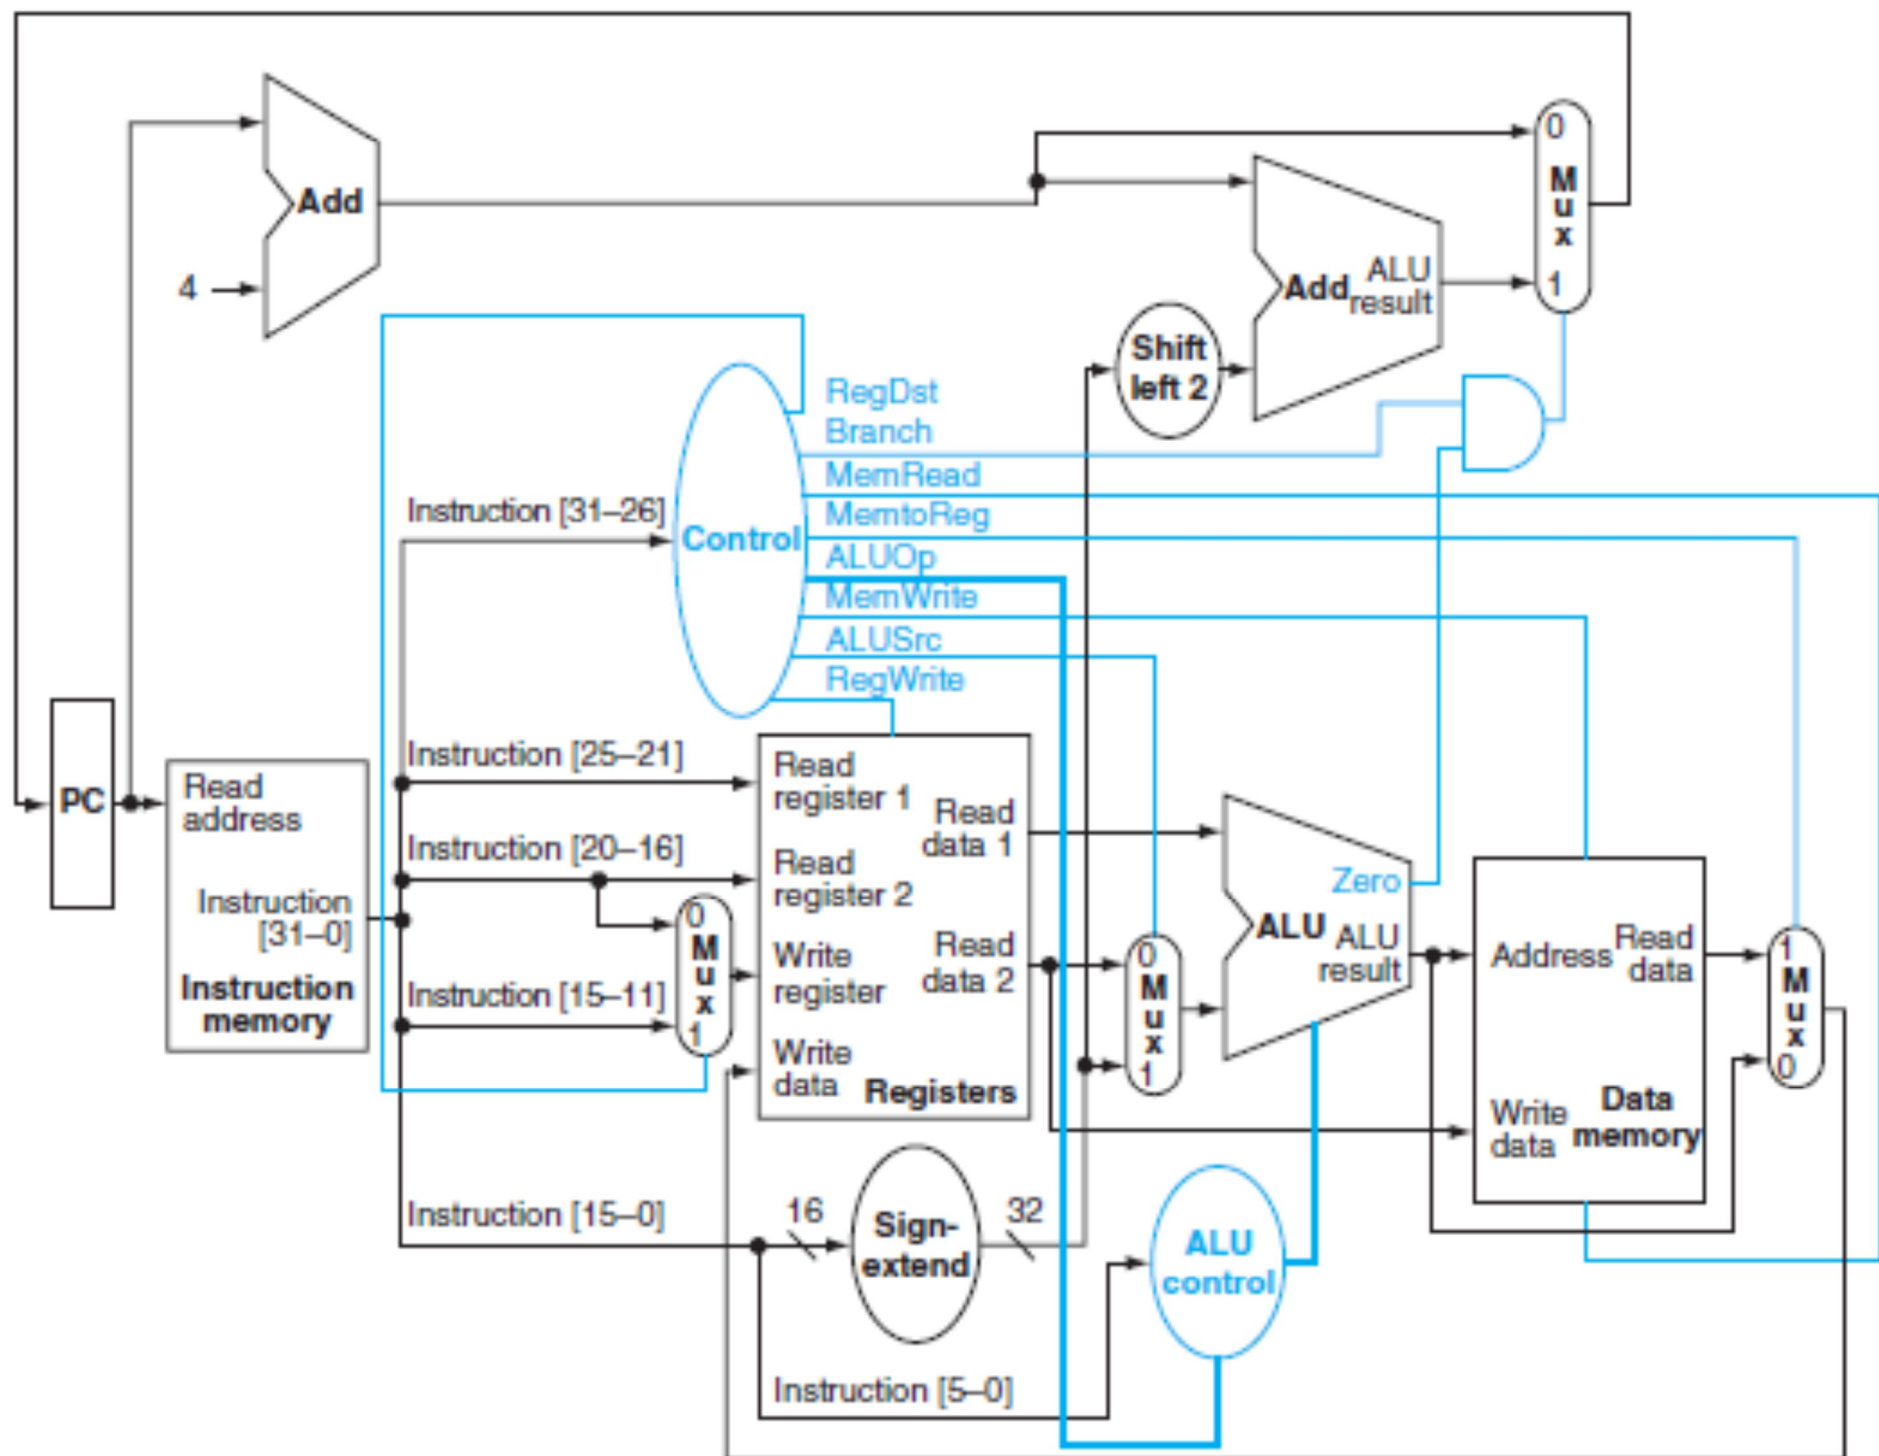 0
M
u
x
1
Add
4
Add
ALU
result
Shift
left 2
RegDst
Branch
MemRead
MemtoReg
ALUOp
MemWrite
ALUSrc
RegWrite
Control
Instruction [31–26]
PC
Read
address
Instruction
[31–0]
Instruction
memory
Instruction [25–21]
Instruction [20–16]
Instruction [15–11]
0
M
u
x
1
Read
register 1
Read
register 2
Write
register
Write
data
Read
data 1
Read
data 2
Registers
0
M
u
x
1
Zero
ALU
ALU
result
Address
Read
data
Write
data
Data
memory
1
M
u
x
0
Instruction [15–0]
16
Sign-
extend
32
ALU
control
Instruction [5–0]